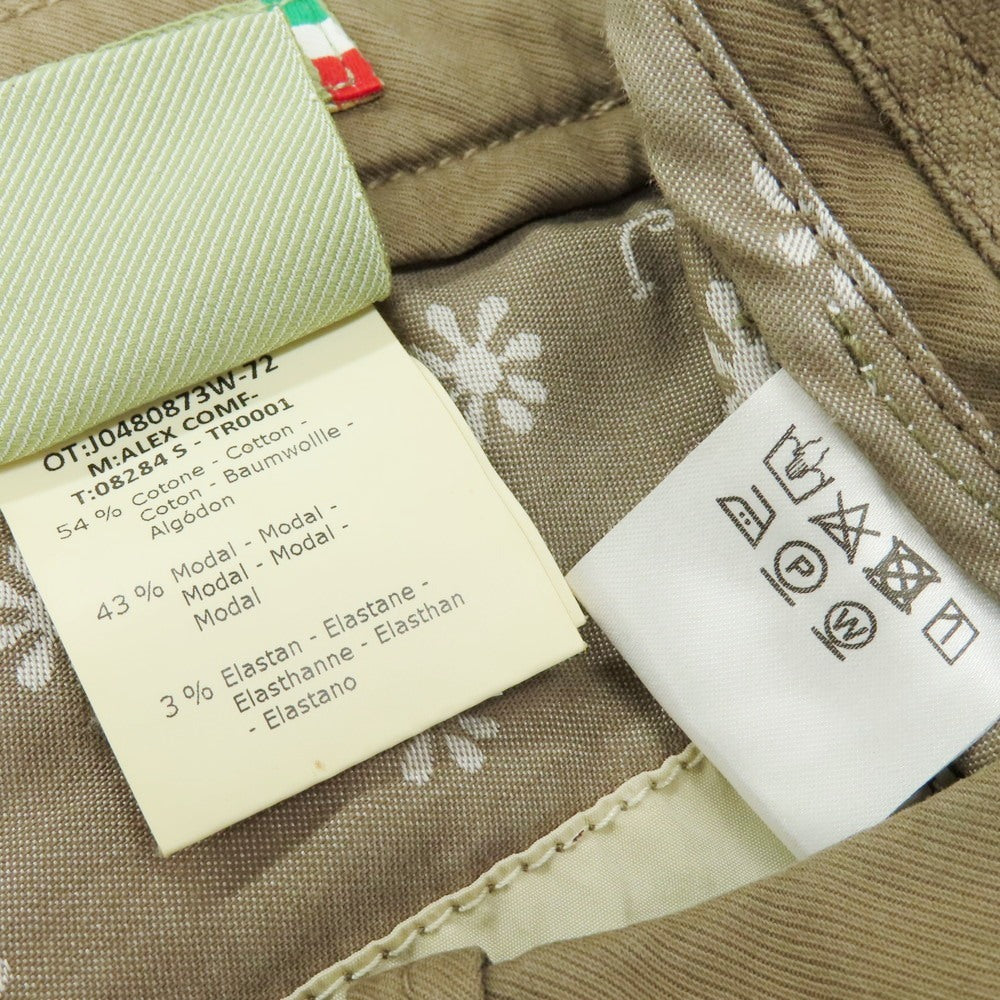 OT:J0480873W-72
M:ALEX COMF-
T:08284 S - TR0001
54 % Cotone - Cotton -
Coton - Baumwollle -
Algódon
43 % Modal - Modal -
Modal - Modal -
Modal
3 % Elastan - Elastane -
Elasthanne - Elasthan
- Elastano
P
W